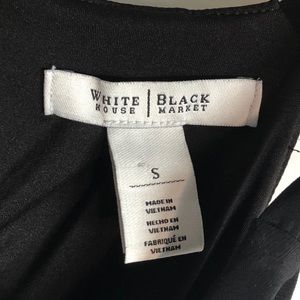 WHITE | BLACK
HOUSE | MARKET
S
MADE IN
VIETNAM
HECHO EN
VIETNAM
FABRIQUÉ EN
VIETNAM